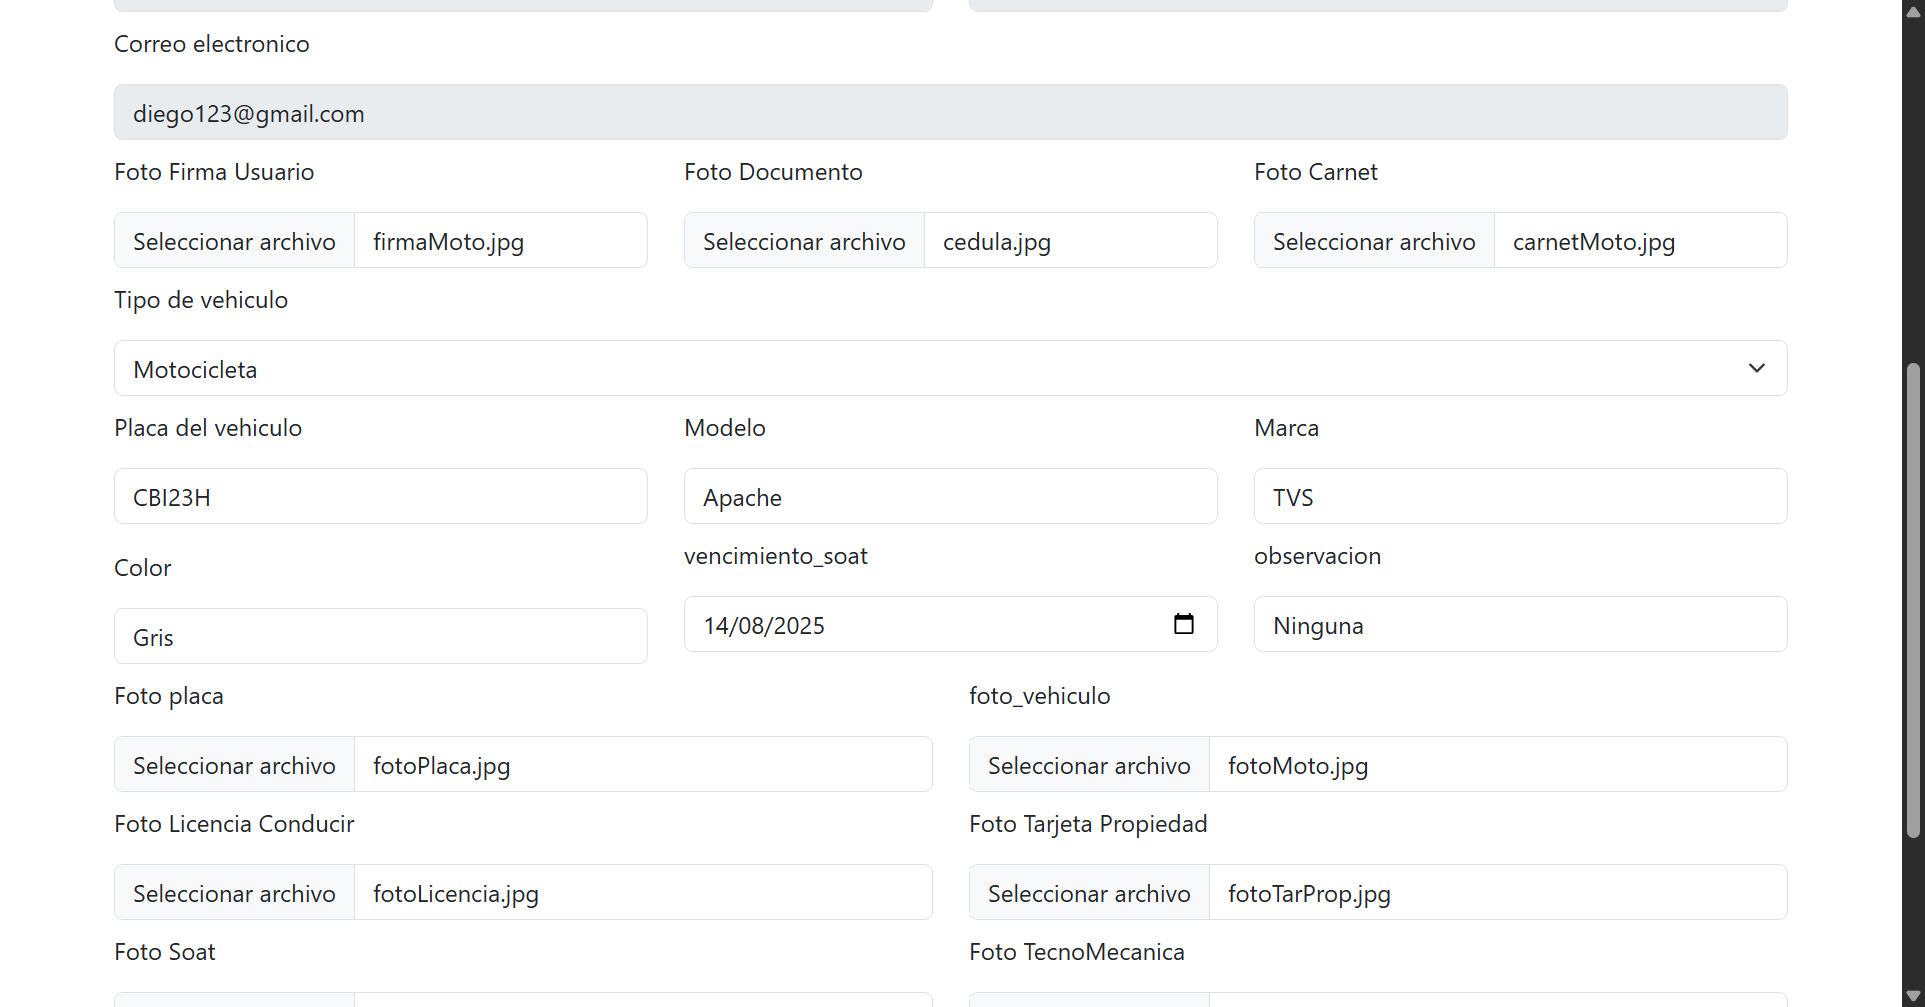 Correo electronico
diego123@gmail.com
Foto Firma Usuario
Foto Documento
Foto Carnet
Seleccionar archivo firmaMoto.jpg
Seleccionar archivo cedula.jpg
Seleccionar archivo carnetMoto.jpg
Tipo de vehiculo
Motocicleta
Placa del vehiculo
Modelo
Marca
CBI23H
Apache
TVS
Color
vencimiento_soat
observacion
Gris
14/08/2025
Ninguna
Foto placa
foto_vehiculo
Seleccionar archivo fotoPlaca.jpg
Seleccionar archivo fotoMoto.jpg
Foto Licencia Conducir
Foto Tarjeta Propiedad
Seleccionar archivo fotoLicencia.jpg
Seleccionar archivo fotoTarProp.jpg
Foto Soat
Foto TecnoMecanica